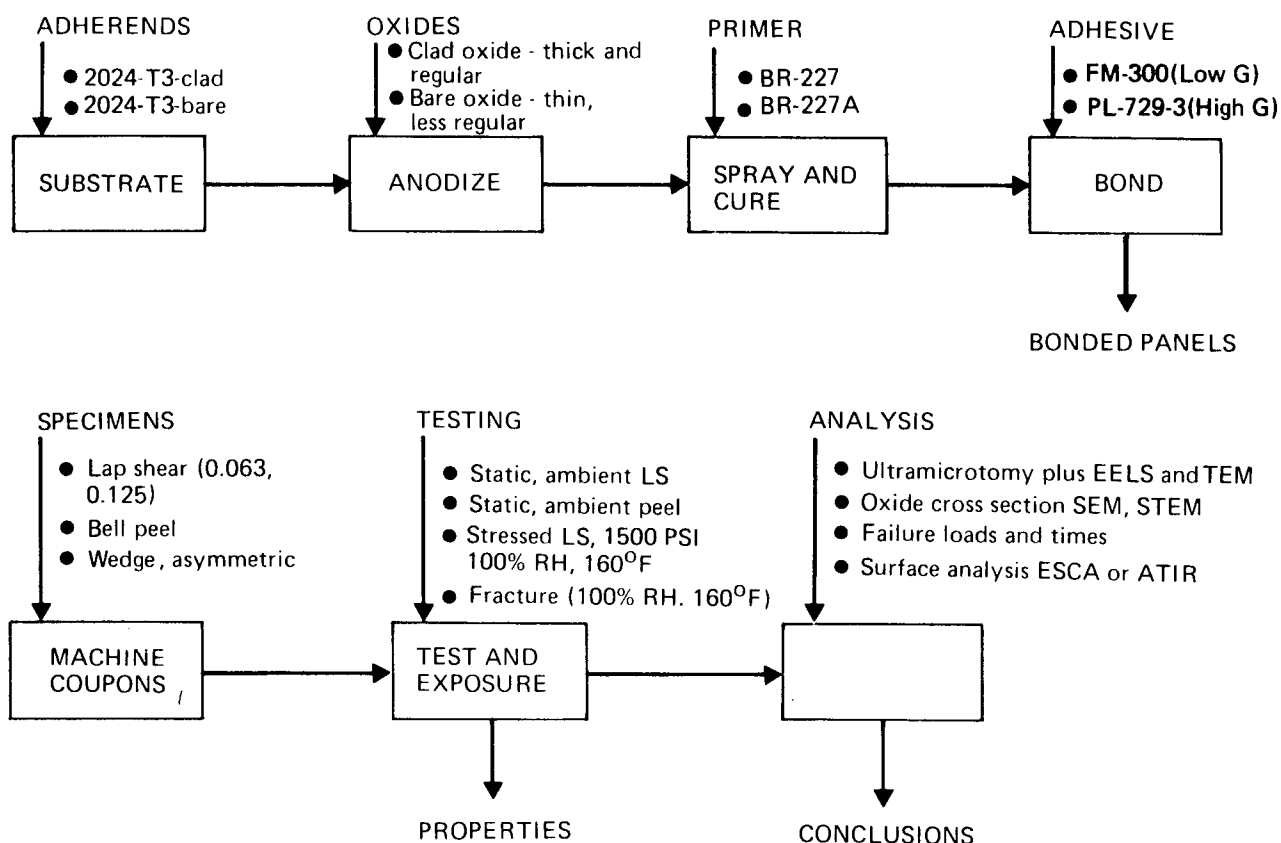 ADHERENDS
● 2024-T3-clad
● 2024-T3-bare
SUBSTRATE
OXIDES
● Clad oxide - thick and
regular
● Bare oxide - thin,
less regular
ANODIZE
PRIMER
● BR-227
● BR-227A
SPRAY AND
CURE
ADHESIVE
● FM-300(Low G)
● PL-729-3(High G)
BOND
BONDED PANELS
SPECIMENS
● Lap shear (0.063,
0.125)
● Bell peel
● Wedge, asymmetric
MACHINE
COUPONS
TESTING
● Static, ambient LS
● Static, ambient peel
● Stressed LS, 1500 PSI
100% RH, 160°F
● Fracture (100% RH. 160°F)
TEST AND
EXPOSURE
PROPERTIES
ANALYSIS
● Ultramicrotomy plus EELS and TEM
● Oxide cross section SEM, STEM
● Failure loads and times
● Surface analysis ESCA or ATIR
CONCLUSIONS